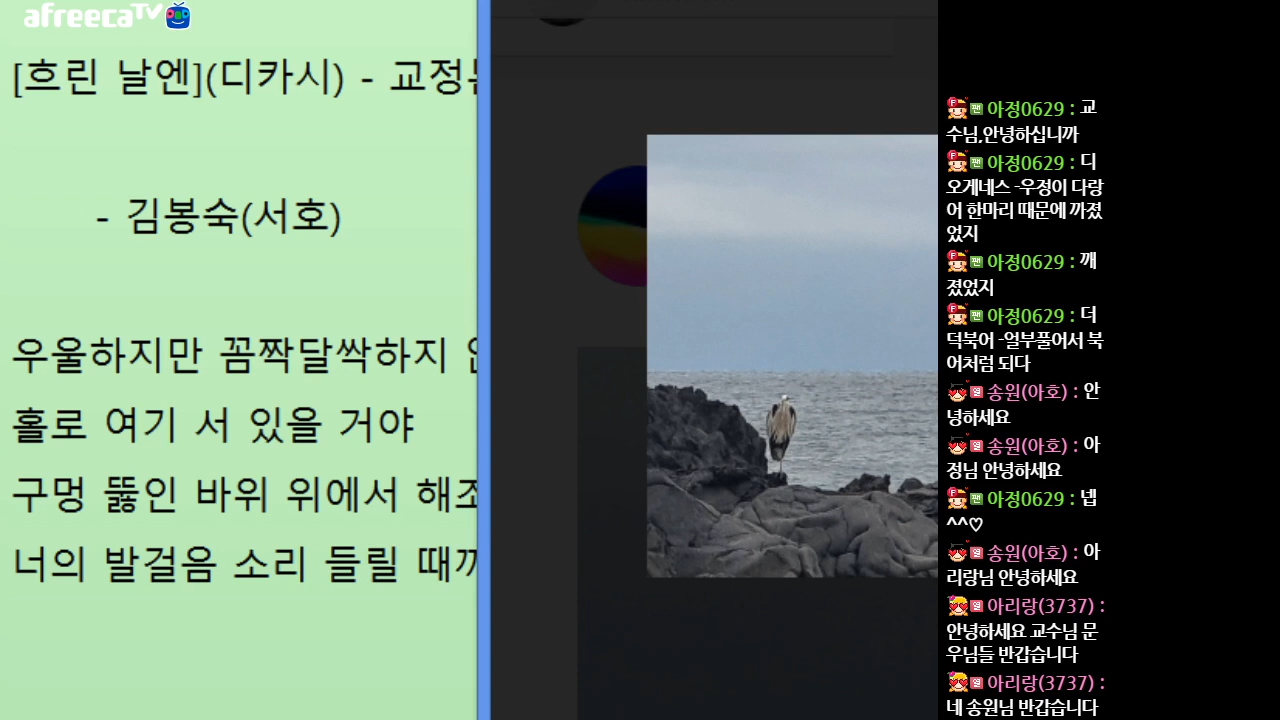 afreecaTV
[흐린 날엔](디카시) - 교정
- 김봉숙(서호)
우울하지만 꼼짝달싹하지
홀로 여기 서 있을 거야
구멍 뚫인 바위 위에서 해조
너의 발걸음 소리 들릴 때까
아정0629 : 교
수님,안녕하십니까
아정0629 : 디
오게네스 -우정이 다랑
어 한마리 때문에 까졌
었지
아정0629 : 깨
졌었지
아정0629 : 더
덕북어 -얼부풀어서 북
어처럼 되다
송원(아호) : 안
녕하세요
송원(아호) : 아
정님 안녕하세요
아정0629 : 넵
^^♡
송원(아호) : 아
리랑님 안녕하세요
아리랑(3737) :
안녕하세요 교수님 문
우님들 반갑습니다
아리랑(3737) :
네 송원님 반갑습니다